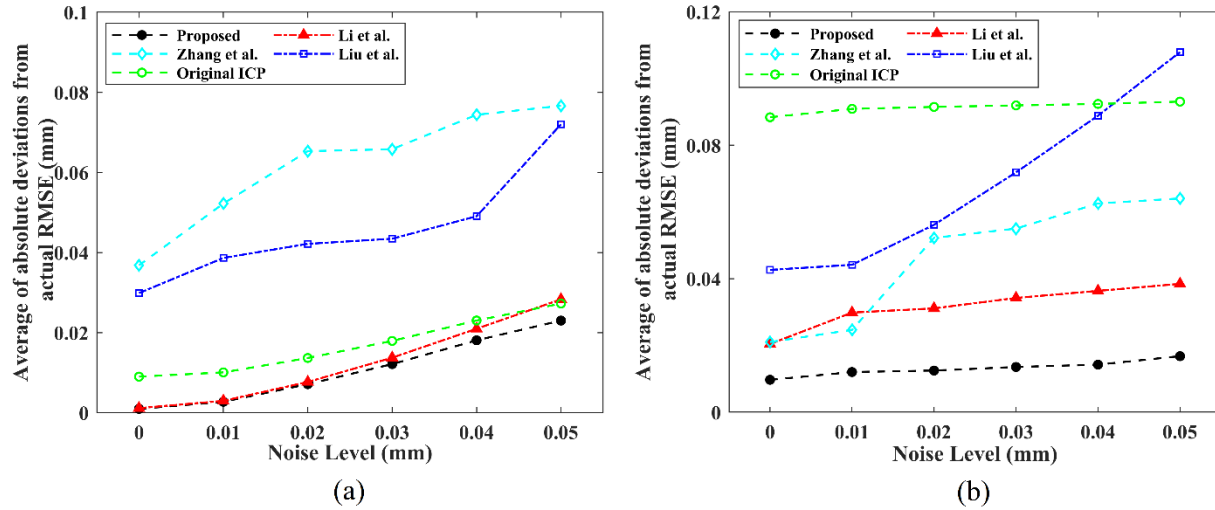 0.1
0.08
0.06
0.04
0.02
0
Average of absolute deviations from
actual RMSE (mm)
Proposed
Zhang et al.
Original ICP
Li et al.
Liu et al.
0 0.01 0.02 0.03 0.04 0.05
Noise Level (mm)
(a)
0.12
0.08
0.04
0
Average of absolute deviations from
actual RMSE (mm)
Proposed
Zhang et al.
Original ICP
Li et al.
Liu et al.
0 0.01 0.02 0.03 0.04 0.05
Noise Level (mm)
(b)